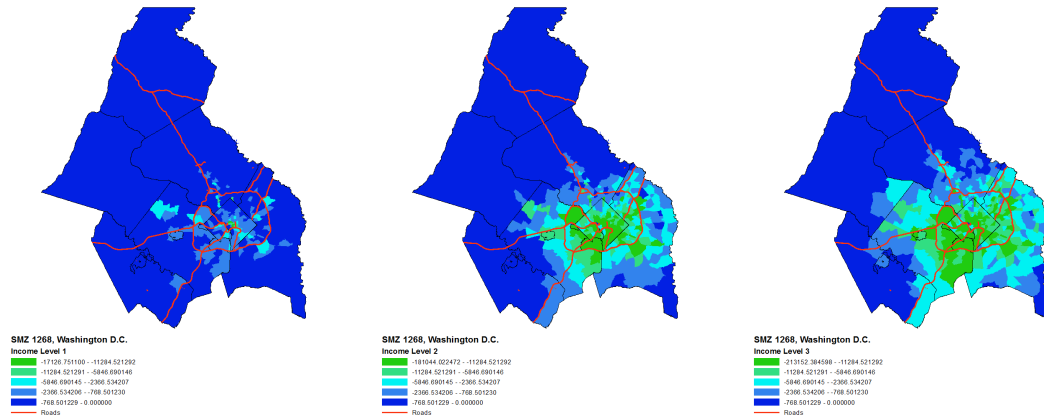 SMZ 1268, Washington D.C.
Income Level 1
-17126.751100 - -11284.521292
-11284.521291 - -5846.690146
-5846.690145 - -2366.534207
-2366.534206 - -768.501230
-768.501229 - 0.000000
Roads
SMZ 1268, Washington D.C.
Income Level 2
-181044.022472 - -11284.521292
-11284.521291 - -5846.690146
-5846.690145 - -2366.534207
-2366.534206 - -768.501230
-768.501229 - 0.000000
Roads
SMZ 1268, Washington D.C.
Income Level 3
-213152.384598 - -11284.521292
-11284.521291 - -5846.690146
-5846.690145 - -2366.534207
-2366.534206 - -768.501230
-768.501229 - 0.000000
Roads